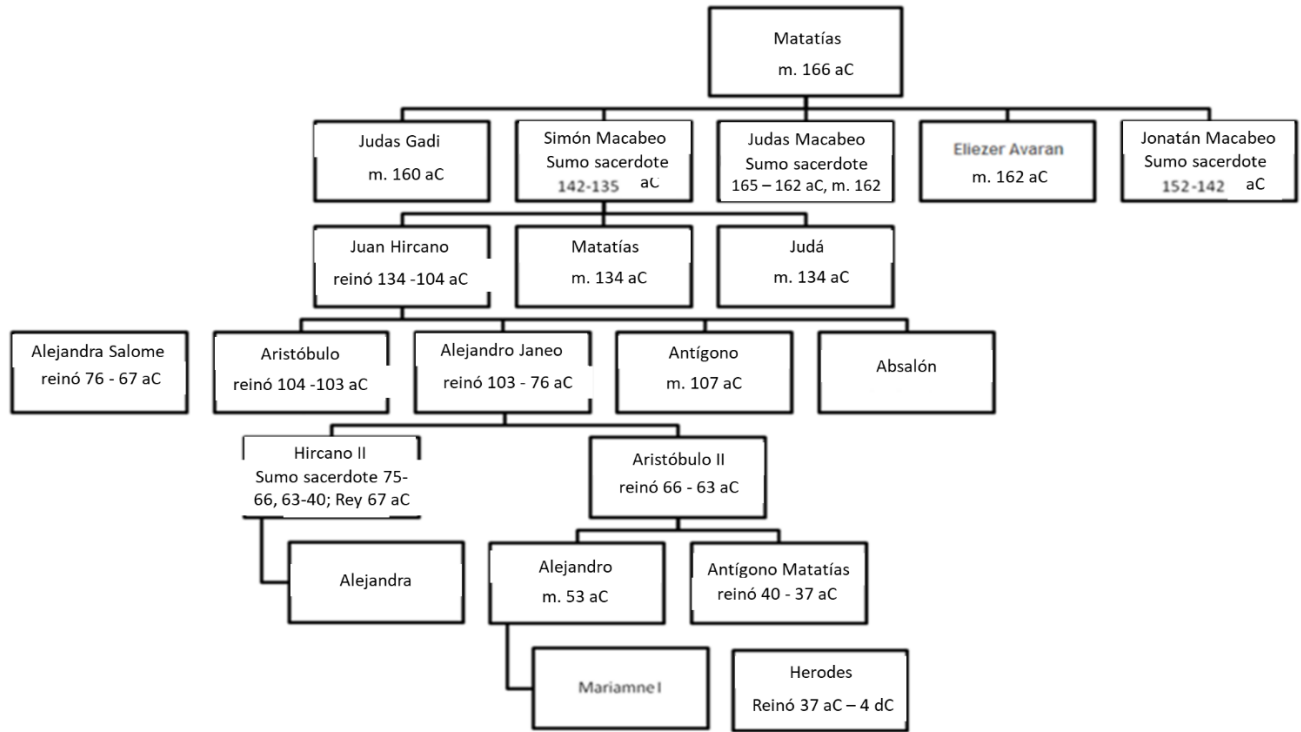 Matatías
m. 166 aC
Judas Gadi
m. 160 aC
Simón Macabeo
Sumo sacerdote
142-135 aC
Judas Macabeo
Sumo sacerdote
165 – 162 aC, m. 162
Eliezer Avaran
m. 162 aC
Jonatán Macabeo
Sumo sacerdote
152-142 aC
Juan Hircano
reinó 134 -104 aC
Matatías
m. 134 aC
Judá
m. 134 aC
Alejandra Salome
reinó 76 - 67 aC
Aristóbulo
reinó 104 -103 aC
Alejandro Janeo
reinó 103 - 76 aC
Antígono
m. 107 aC
Absalón
Hircano II
Sumo sacerdote 75-
66, 63-40; Rey 67 aC
Aristóbulo II
reinó 66 - 63 aC
Alejandra
Alejandro
m. 53 aC
Antígono Matatías
reinó 40 - 37 aC
Mariamne I
Herodes
Reinó 37 aC – 4 dC